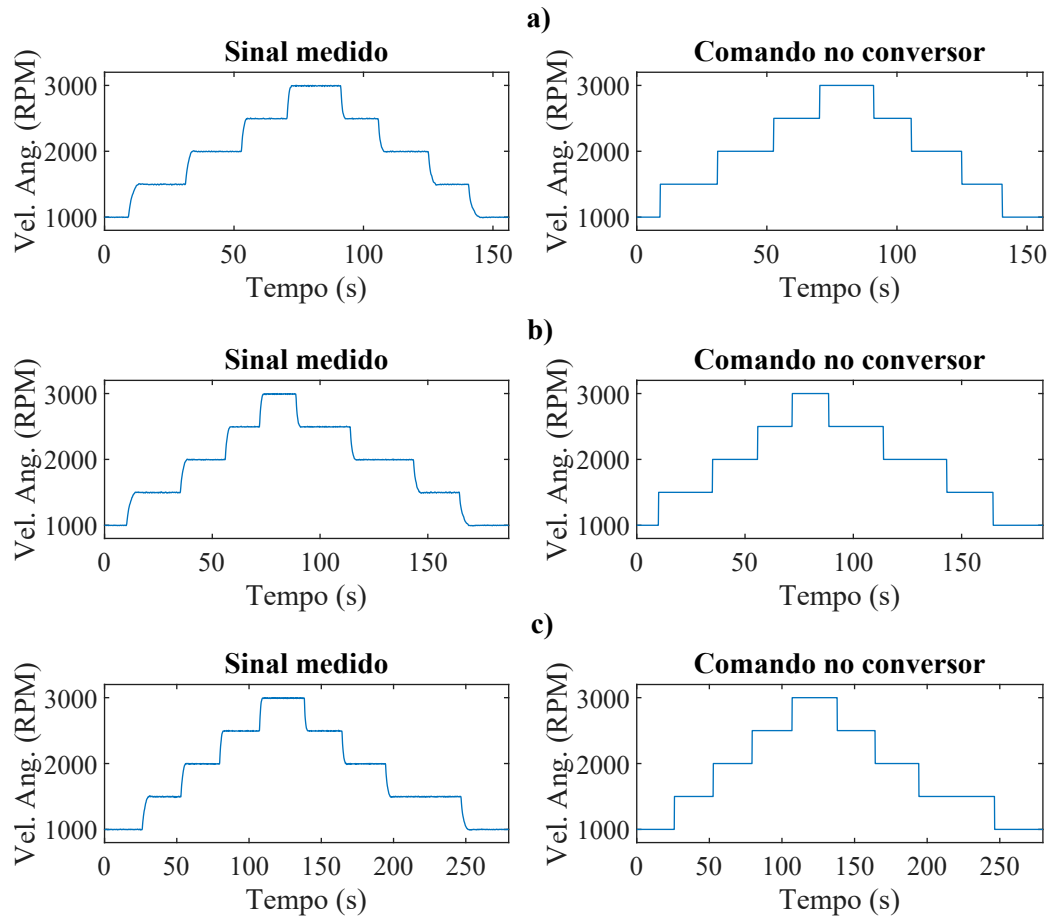 a)
Sinal medido
Vel. Ang. (RPM)
3000
2000
1000
0 50 100 150
Tempo (s)
Comando no conversor
Vel. Ang. (RPM)
3000
2000
1000
0 50 100 150
Tempo (s)
b)
Sinal medido
Vel. Ang. (RPM)
3000
2000
1000
0 50 100 150
Tempo (s)
Comando no conversor
Vel. Ang. (RPM)
3000
2000
1000
0 50 100 150
Tempo (s)
c)
Sinal medido
Vel. Ang. (RPM)
3000
2000
1000
0 50 100 150 200 250
Tempo (s)
Comando no conversor
Vel. Ang. (RPM)
3000
2000
1000
0 50 100 150 200 250
Tempo (s)